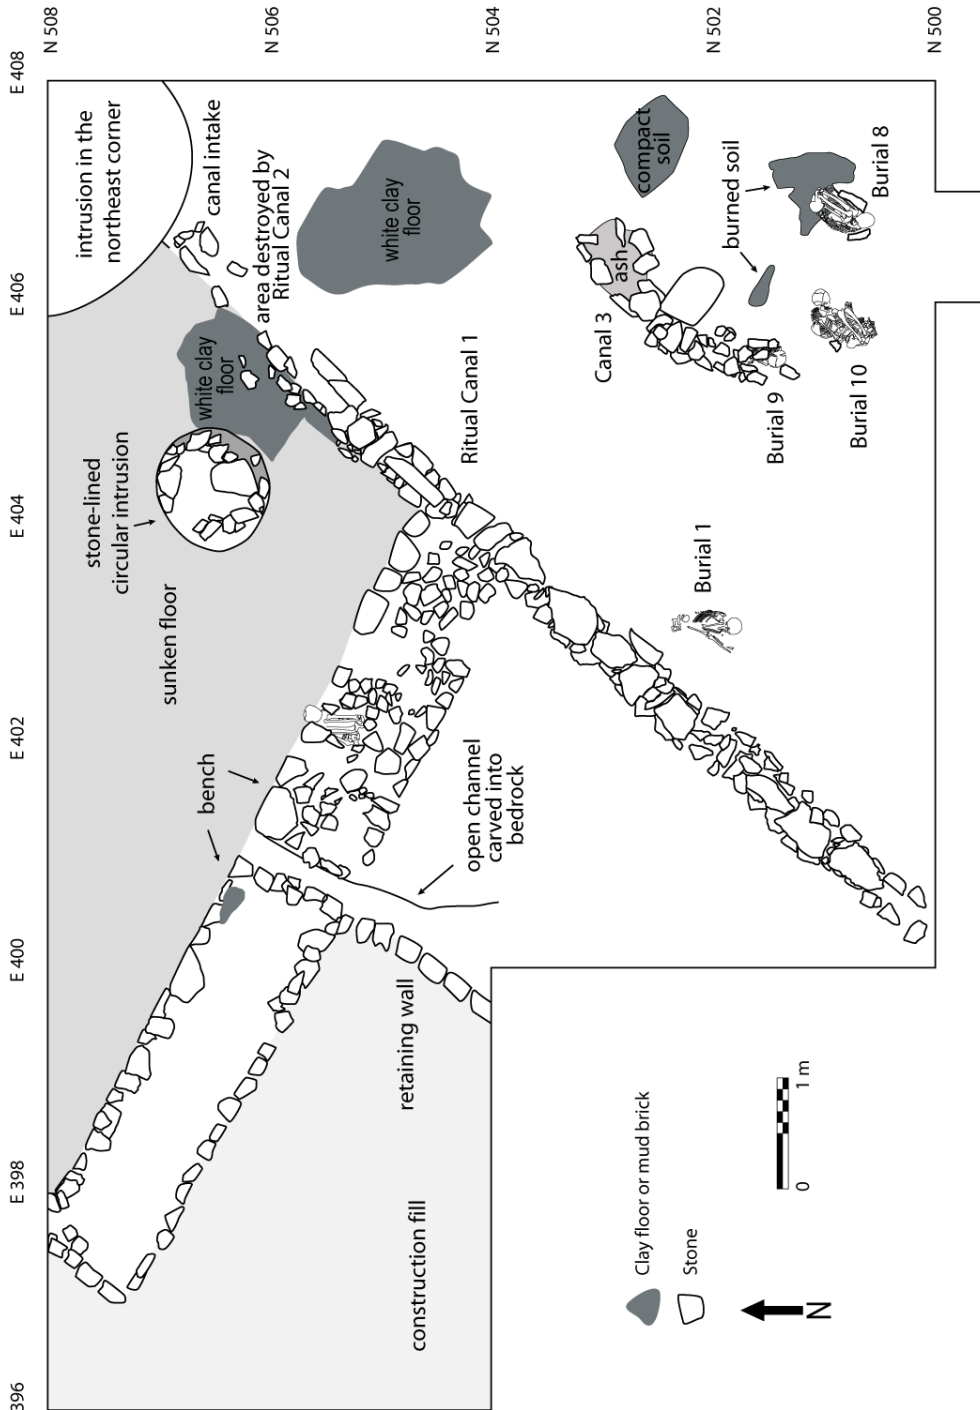 N 508
N 506
N 504
N 502
N 500
E 408
E 406
E 404
E 402
E 400
E 398
396
intrusion in the
northeast corner
canal intake
area destroyed by
Ritual Canal 2
white clay
floor
compact
soil
burned soil
Burial 8
white clay
floor
ash
Canal 3
Ritual Canal 1
Burial 9
Burial 10
stone-lined
circular intrusion
sunken floor
Burial 1
bench
open channel
carved into
bedrock
retaining wall
construction fill
Clay floor or mud brick
Stone
0
1 m
N